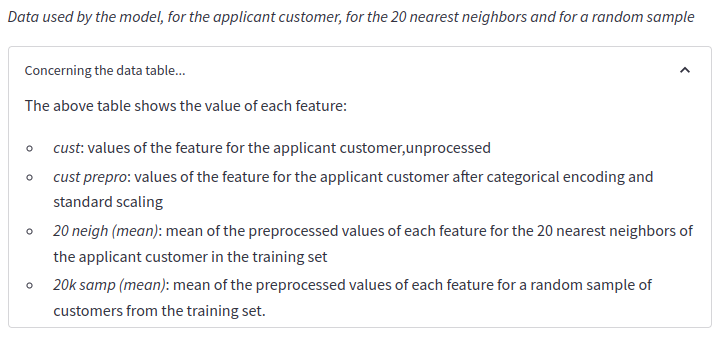 Data used by the model, for the applicant customer, for the 20 nearest neighbors and for a random sample
Concerning the data table...
The above table shows the value of each feature:
cust: values of the feature for the applicant customer,unprocessed
cust prepro: values of the feature for the applicant customer after categorical encoding and
standard scaling
20 neigh (mean): mean of the preprocessed values of each feature for the 20 nearest neighbors of
the applicant customer in the training set
20k samp (mean): mean of the preprocessed values of each feature for a random sample of
customers from the training set.